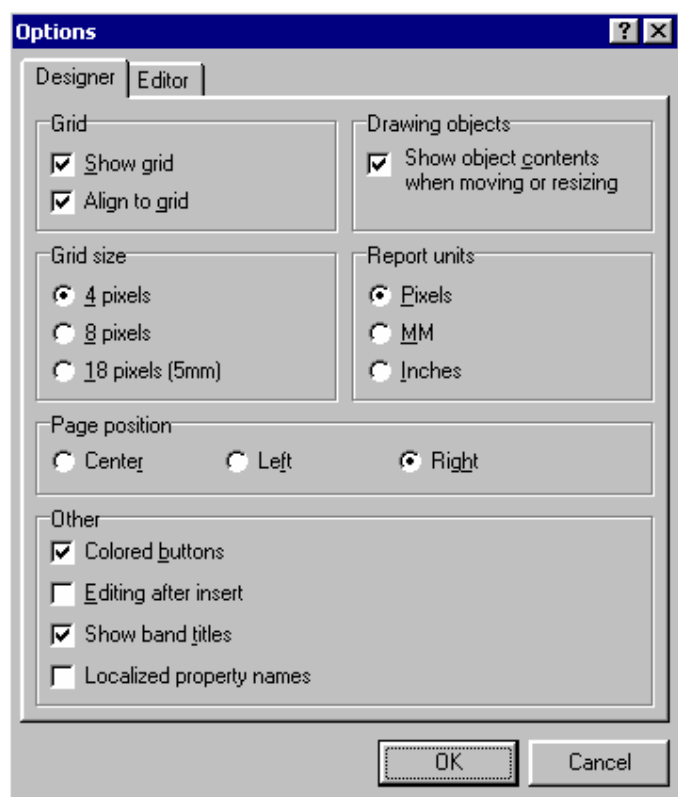 Options
Designer
Editor
Grid
Show grid
Align to grid
Drawing objects
Show object contents
when moving or resizing
Grid size
4 pixels
8 pixels
18 pixels (5mm)
Report units
Pixels
MM
Inches
Page position
Center
Left
Right
Other
Colored buttons
Editing after insert
Show band titles
Localized property names
OK
Cancel